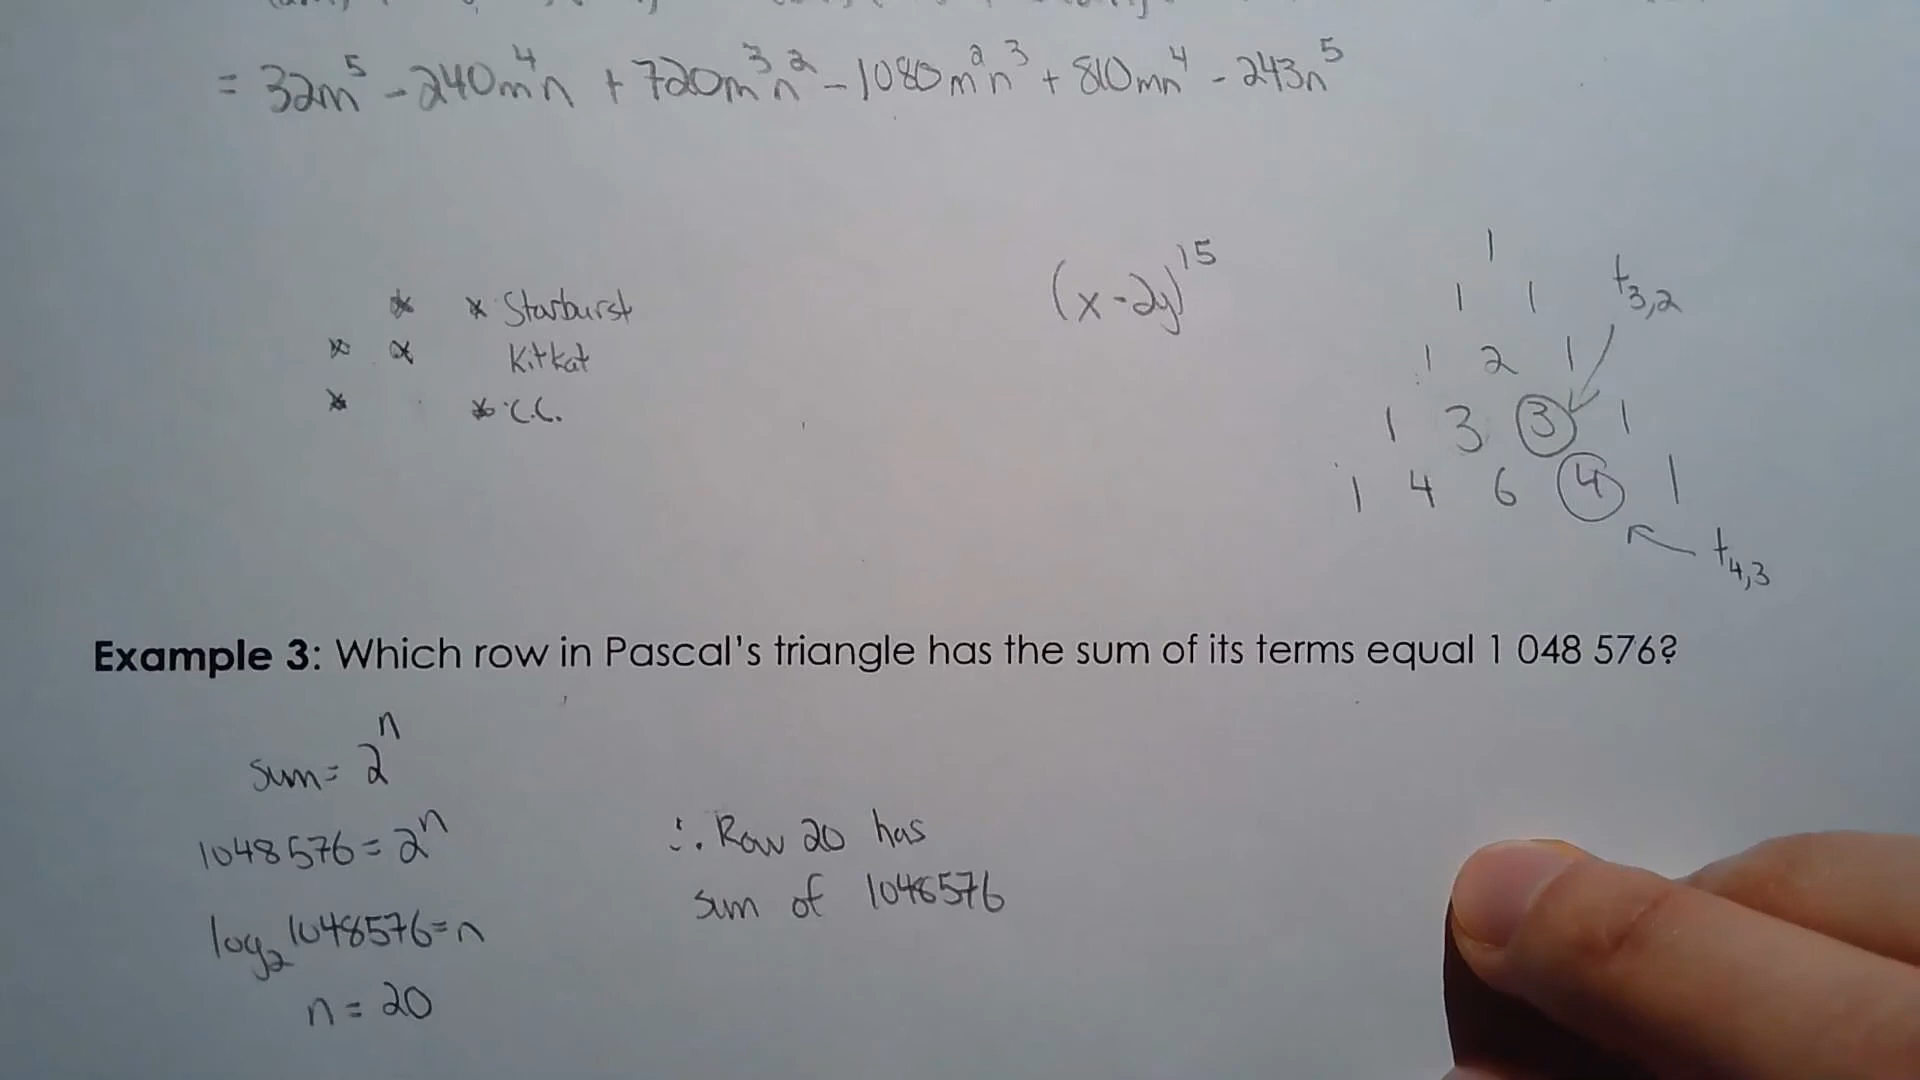 = 32m⁵ - 240m⁴n + 720m³n² - 1080m²n³ + 810mn⁴ - 243n⁵
* * Starburst
* * Kitkat
* * C.C.
(x-2y)¹⁵
1
1 1 t₃,₂
1 2 1
1 3 3 1
1 4 6 4 1
t₄,₃
Example 3: Which row in Pascal's triangle has the sum of its terms equal 1 048 576?
sum = 2ⁿ
1048576 = 2ⁿ
log₂1048576 = n
n = 20
∴ Row 20 has
sum of 1048576